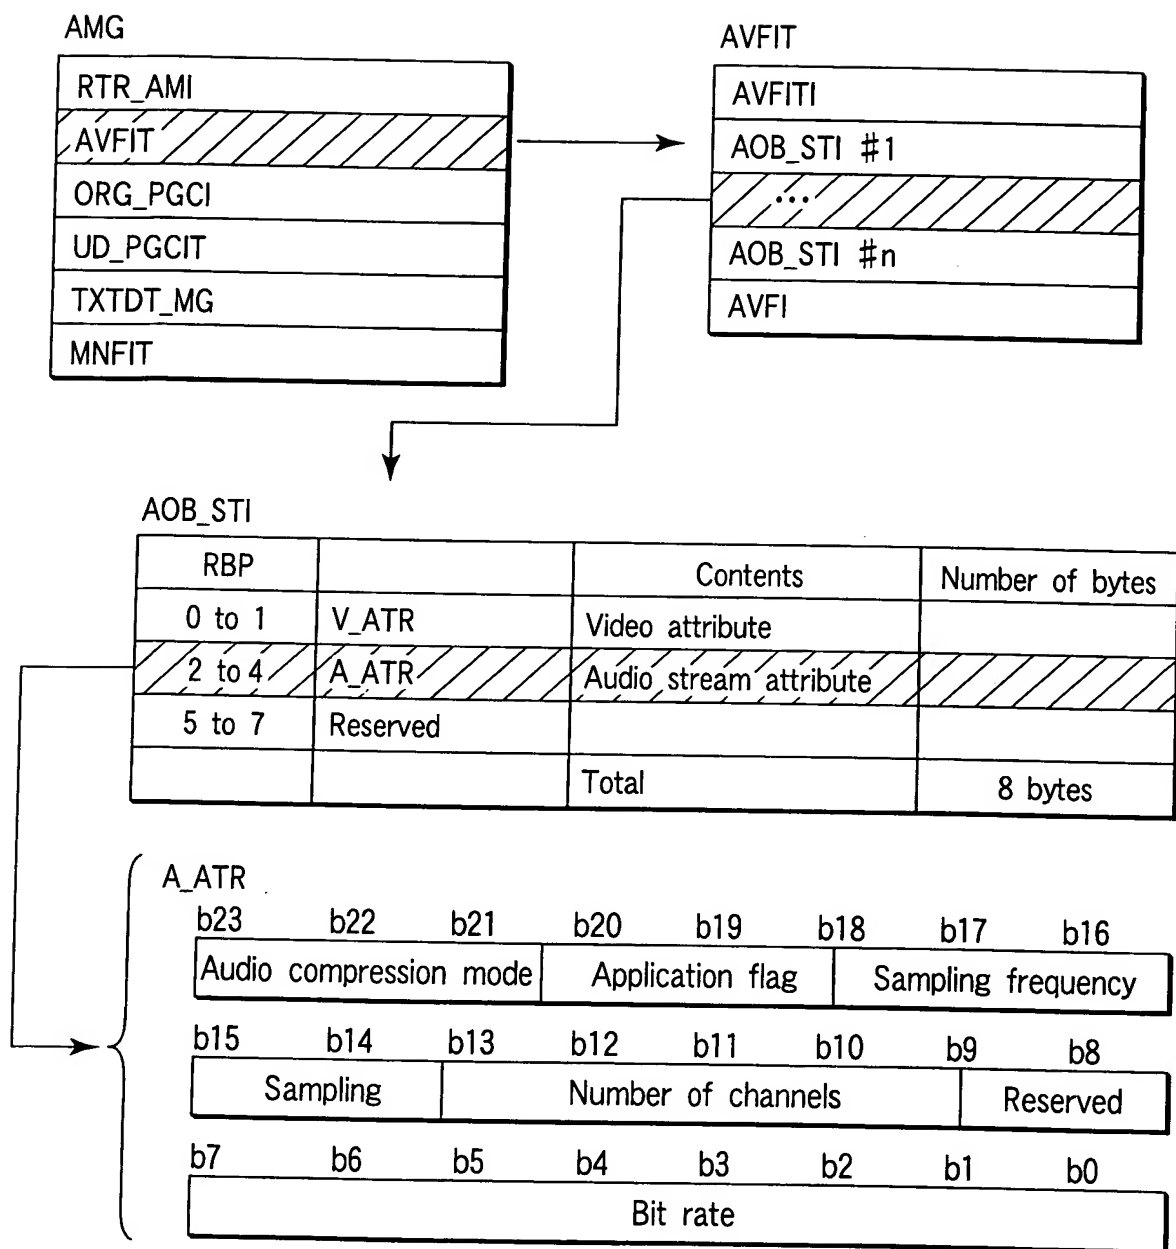 AMG
RTR_AMI
AVFIT
ORG_PGCI
UD_PGCIT
TXTDT_MG
MNFIT
AVFIT
AVFITI
AOB_STI #1
...
AOB_STI #n
AVFI
AOB_STI
RBP Contents Number of bytes
0 to 1 V_ATR Video attribute
2 to 4 A_ATR Audio stream attribute
5 to 7 Reserved
Total 8 bytes
A_ATR
b23 b22 b21 b20 b19 b18 b17 b16
Audio compression mode Application flag Sampling frequency
b15 b14 b13 b12 b11 b10 b9 b8
Sampling Number of channels Reserved
b7 b6 b5 b4 b3 b2 b1 b0
Bit rate